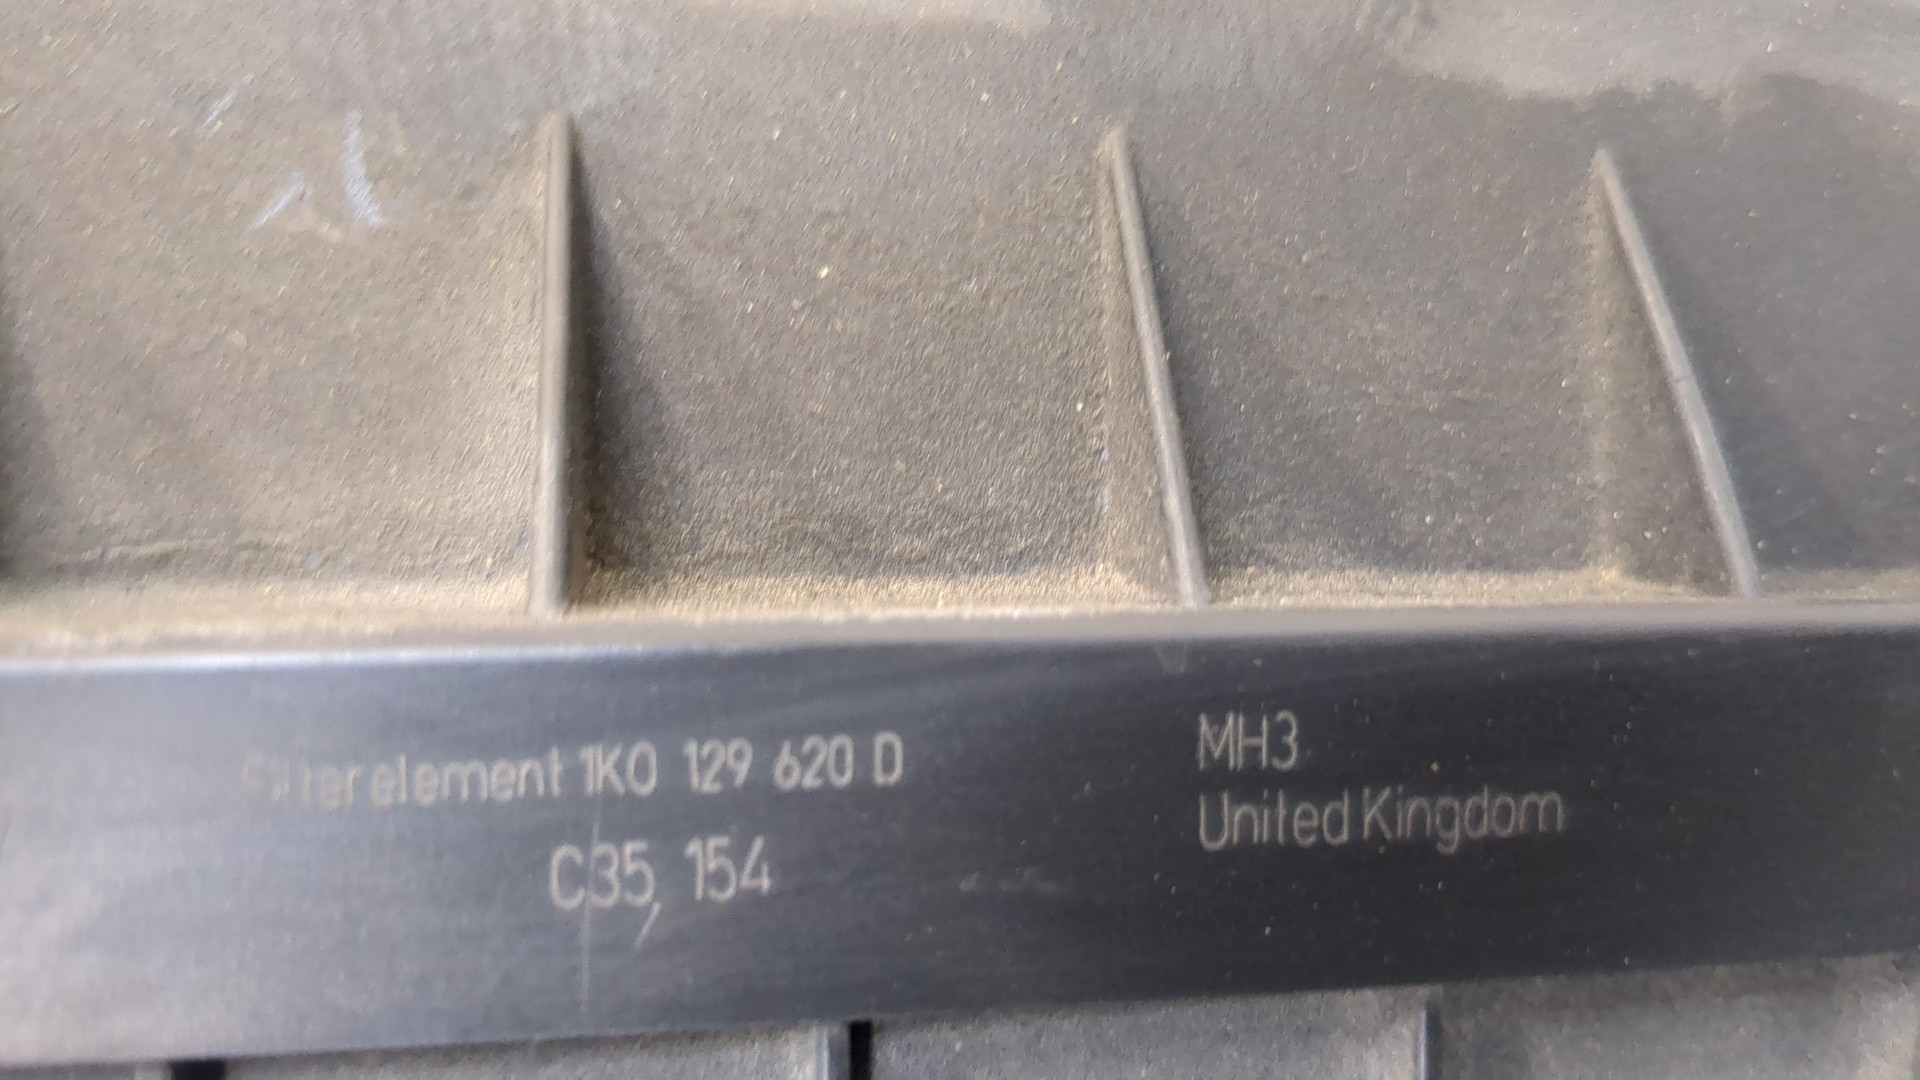 Filter element 1K0 129 620 D
C35 154
MH3
United Kingdom